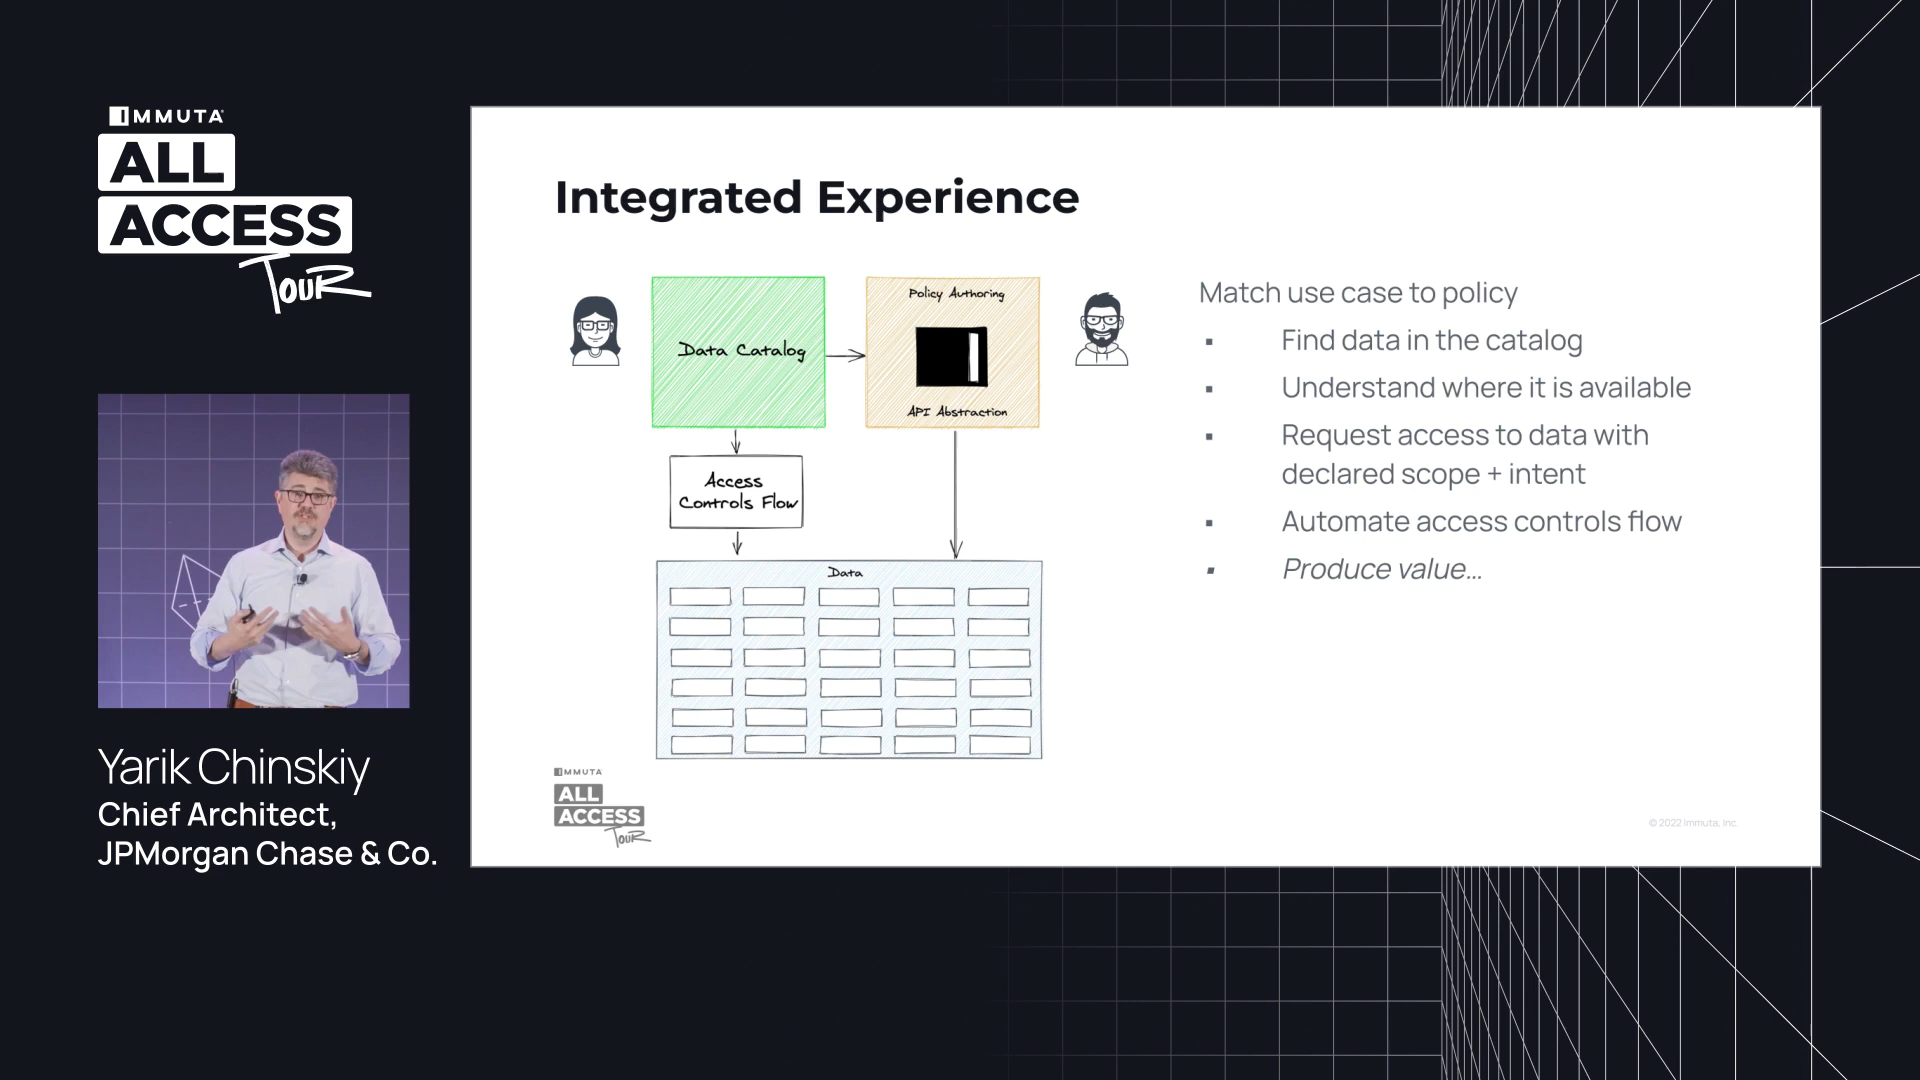 IMMUTA
ALL
ACCESS
TOUR
Yarik Chinskiy
Chief Architect,
JPMorgan Chase & Co.
Integrated Experience
Data Catalog
Policy Authoring
API Abstraction
Access
Controls Flow
Data
Match use case to policy
▪ Find data in the catalog
▪ Understand where it is available
▪ Request access to data with
declared scope + intent
▪ Automate access controls flow
▪ Produce value...
IMMUTA
ALL
ACCESS
TOUR
© 2022 Immuta, Inc.